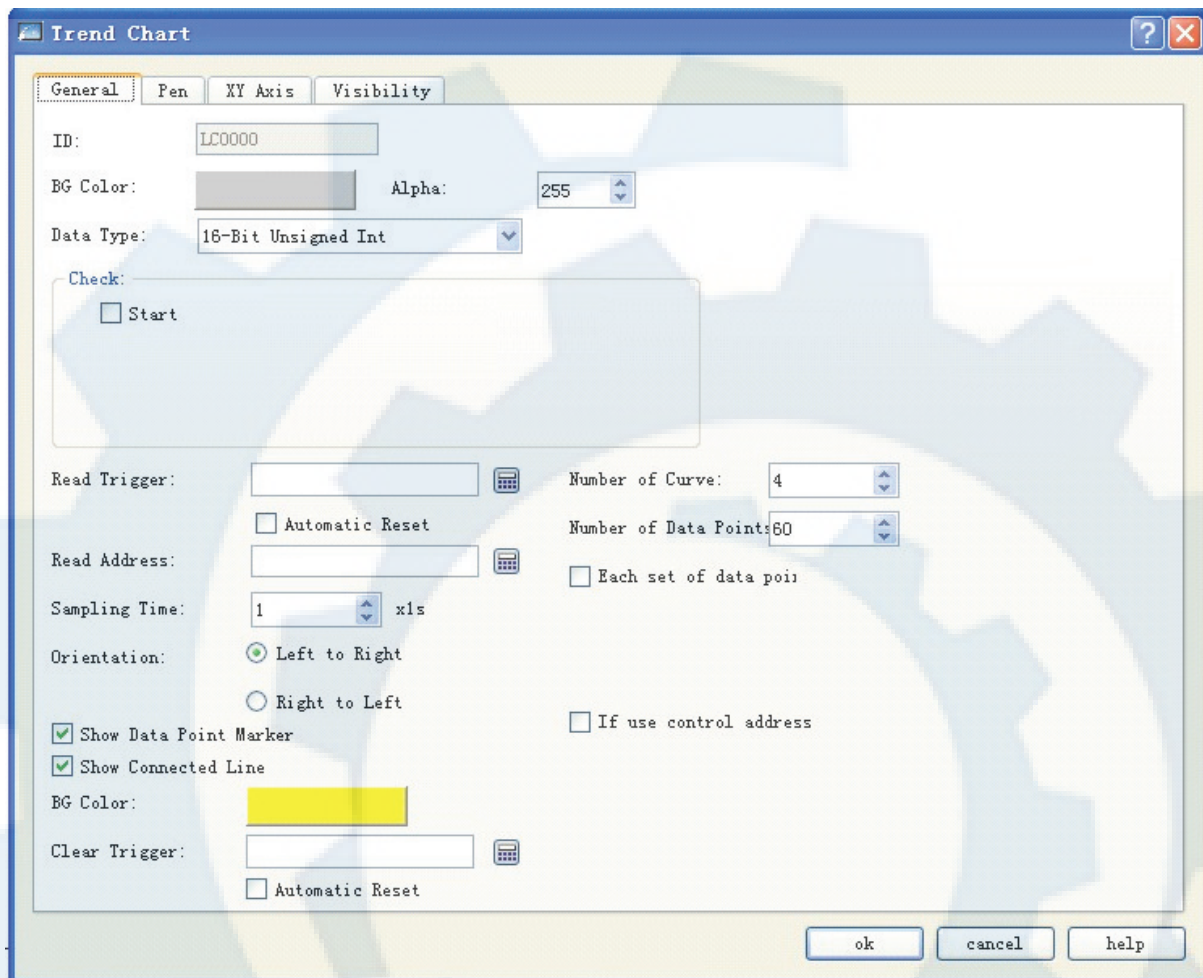 Trend Chart
General Pen XY Axis Visibility
ID: LC0000
BG Color: Alpha: 255
Data Type: 16-Bit Unsigned Int
Check:
Start
Read Trigger: Number of Curve: 4
Automatic Reset Number of Data Points 60
Read Address:
Each set of data poi
Sampling Time: 1 x1s
Orientation: Left to Right
Right to Left
If use control address
Show Data Point Marker
Show Connected Line
BG Color:
Clear Trigger:
Automatic Reset
ok cancel help